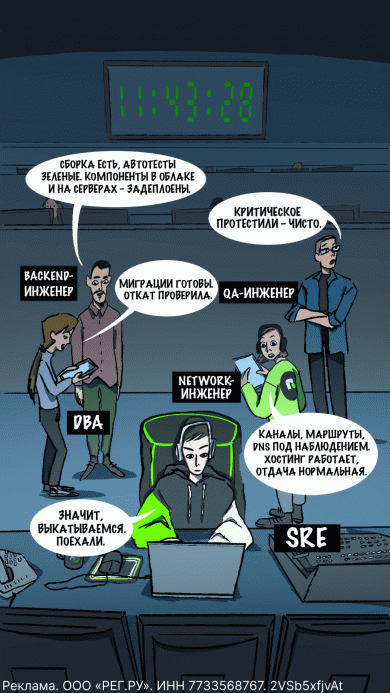 11:43:28
СБОРКА ЕСТЬ, АВТОТЕСТЫ
ЗЕЛЕНЫЕ. КОМПОНЕНТЫ В ОБЛАКЕ
И НА СЕРВЕРАХ – ЗАДЕПЛОЕНЫ.
КРИТИЧЕСКОЕ
ПРОТЕСТИЛИ – ЧИСТО.
BACKEND-
ИНЖЕНЕР
МИГРАЦИИ ГОТОВЫ.
ОТКАТ ПРОВЕРИЛА.
QA-ИНЖЕНЕР
NETWORK-
ИНЖЕНЕР
DBA
КАНАЛЫ, МАРШРУТЫ,
DNS ПОД НАБЛЮДЕНИЕМ.
ХОСТИНГ РАБОТАЕТ,
ОТДАЧА НОРМАЛЬНАЯ.
ЗНАЧИТ,
ВЫКАТЫВАЕМСЯ.
ПОЕХАЛИ.
SRE
Реклама. ООО «РЕГ.РУ». ИНН 7733568767. 2VSb5xfjvAt